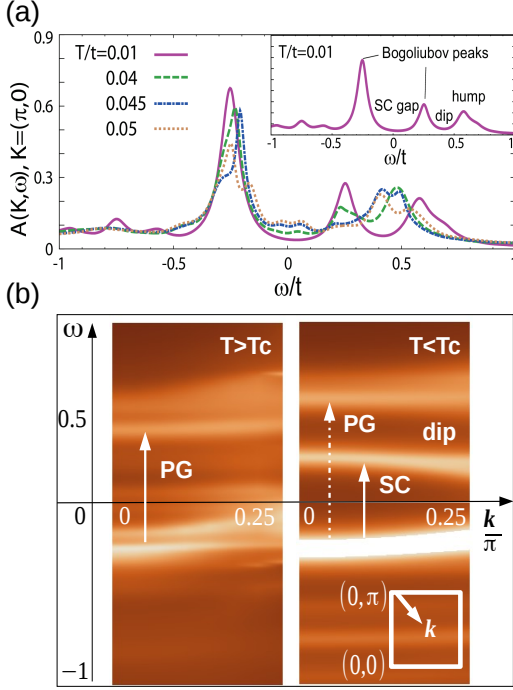 (a)
0.9
0.6
0.3
0
A(K,ω), K=(π,0)
T/t=0.01
0.04
0.045
0.05
T/t=0.01
Bogoliubov peaks
SC gap
dip
hump
-1 -0.5 0 0.5 1
ω/t
-1 -0.5 0 0.5 1
ω/t
(b)
ω
T>Tc
T<Tc
0.5
PG
PG
dip
SC
0
0 0.25
0 0.25
k/π
(0,π)
k
(0,0)
−1